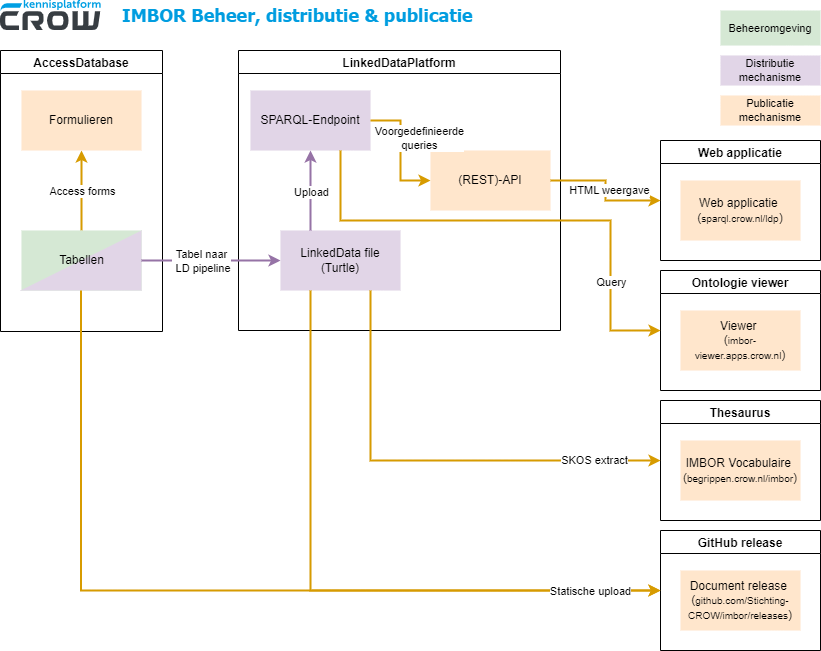 kennisplatform
CROW
IMBOR Beheer, distributie & publicatie
Beheeromgeving
Distributie
mechanisme
Publicatie
mechanisme
AccessDatabase
Formulieren
Access forms
Tabellen
Tabel naar
LD pipeline
LinkedDataPlatform
SPARQL-Endpoint
Voorgedefinieerde
queries
(REST)-API
Upload
LinkedData file
(Turtle)
HTML weergave
Query
SKOS extract
Statische upload
Web applicatie
Web applicatie
(sparql.crow.nl/ldp)
Ontologie viewer
Viewer
(imbor-
viewer.apps.crow.nl)
Thesaurus
IMBOR Vocabulaire
(begrippen.crow.nl/imbor)
GitHub release
Document release
(github.com/Stichting-
CROW/imbor/releases)